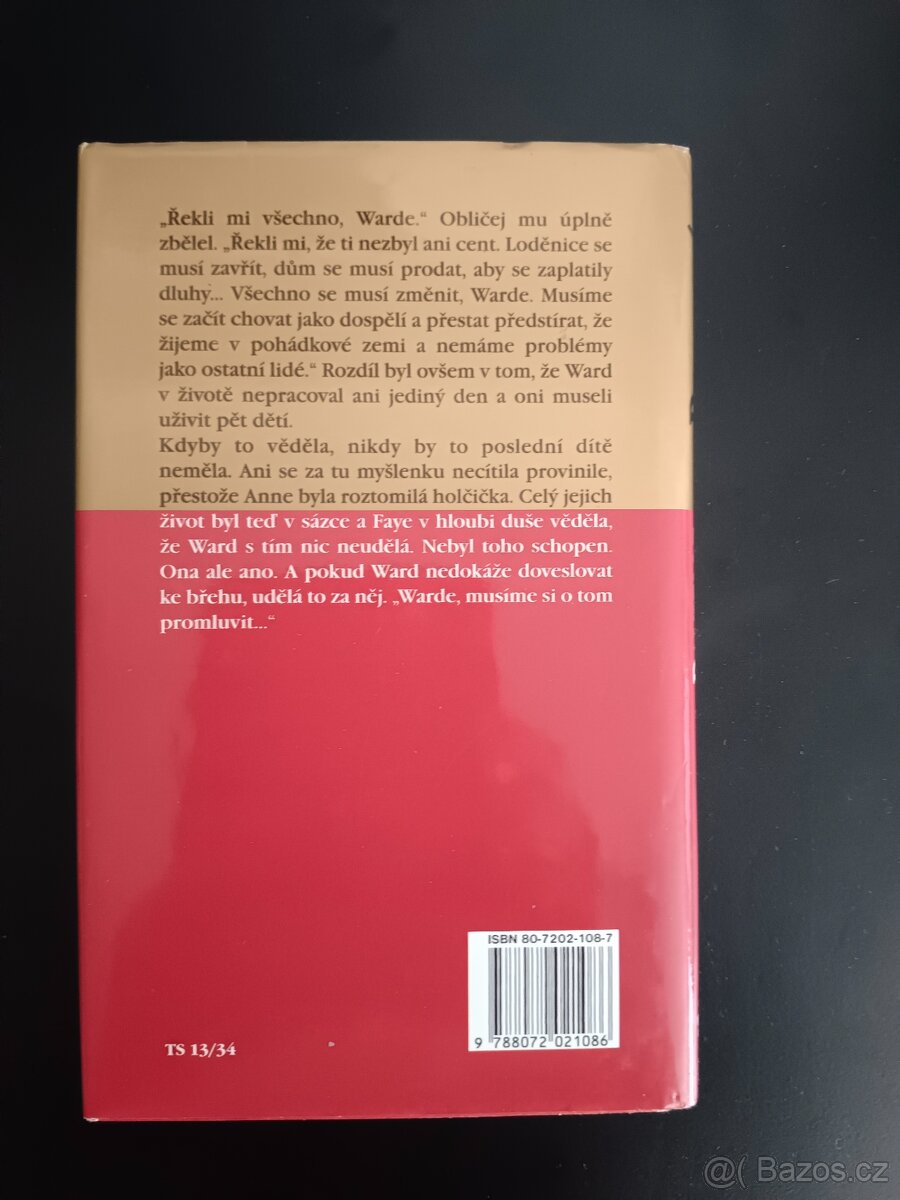 „Řekli mi všechno, Warde.“ Obličej mu úplně
zbělel. „Řekli mi, že ti nezbyl ani cent. Loděnice se
musí zavřít, dům se musí prodat, aby se zaplatily
dluhy... Všechno se musí změnit, Warde. Musíme
se začít chovat jako dospělí a přestat předstírat, že
žijeme v pohádkové zemi a nemáme problémy
jako ostatní lidé.“ Rozdíl byl ovšem v tom, že Ward
v životě nepracoval ani jediný den a oni museli
uživit pět dětí.
Kdyby to věděla, nikdy by to poslední dítě
neměla. Ani se za tu myšlenku necítila provinile,
přestože Anne byla roztomilá holčička. Celý jejich
život byl teď v sázce a Faye v hloubi duše věděla,
že Ward s tím nic neudělá. Nebyl toho schopen.
Ona ale ano. A pokud Ward nedokáže doveslovat
ke břehu, udělá to za něj. „Warde, musíme si o tom
promluvit...“
ISBN 80-7202-108-7
9 788072 021086
TS 13/34
@( Bazos.cz